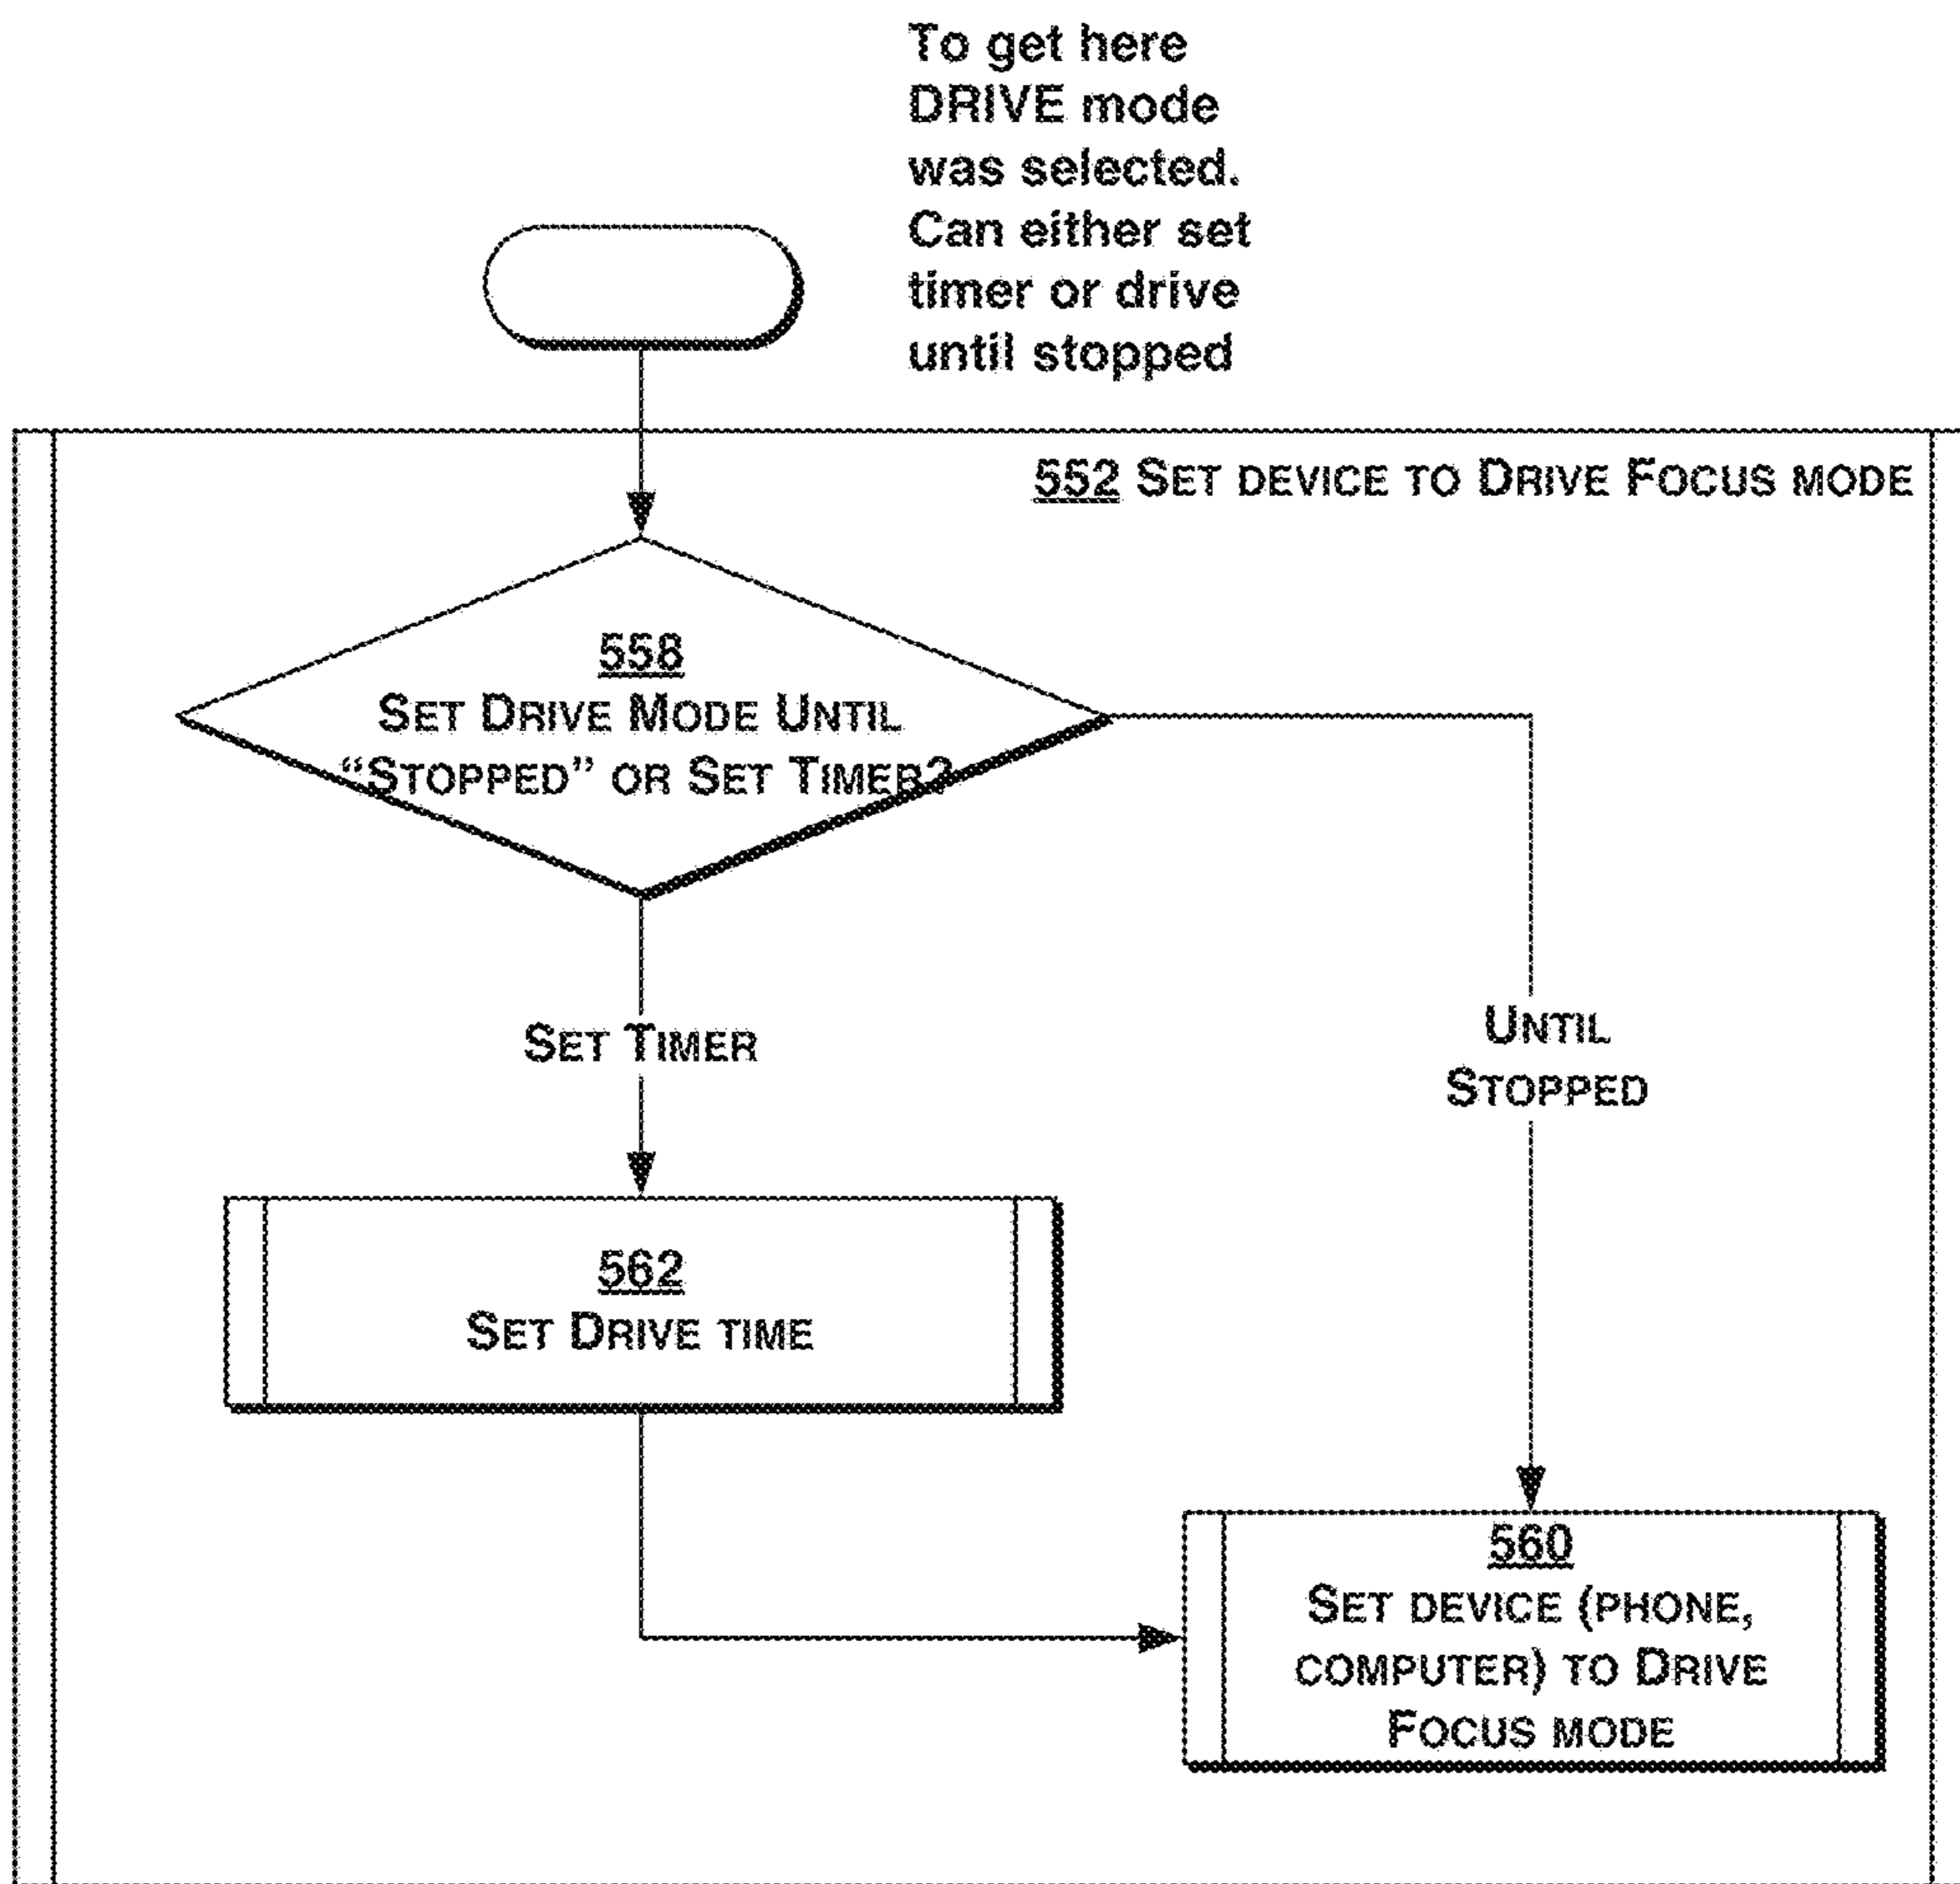 To get here
DRIVE mode
was selected.
Can either set
timer or drive
until stopped
552 SET DEVICE TO DRIVE FOCUS MODE
558
SET DRIVE MODE UNTIL
“STOPPED” OR SET TIMER?
SET TIMER
UNTIL
STOPPED
562
SET DRIVE TIME
560
SET DEVICE (PHONE,
COMPUTER) TO DRIVE
FOCUS MODE